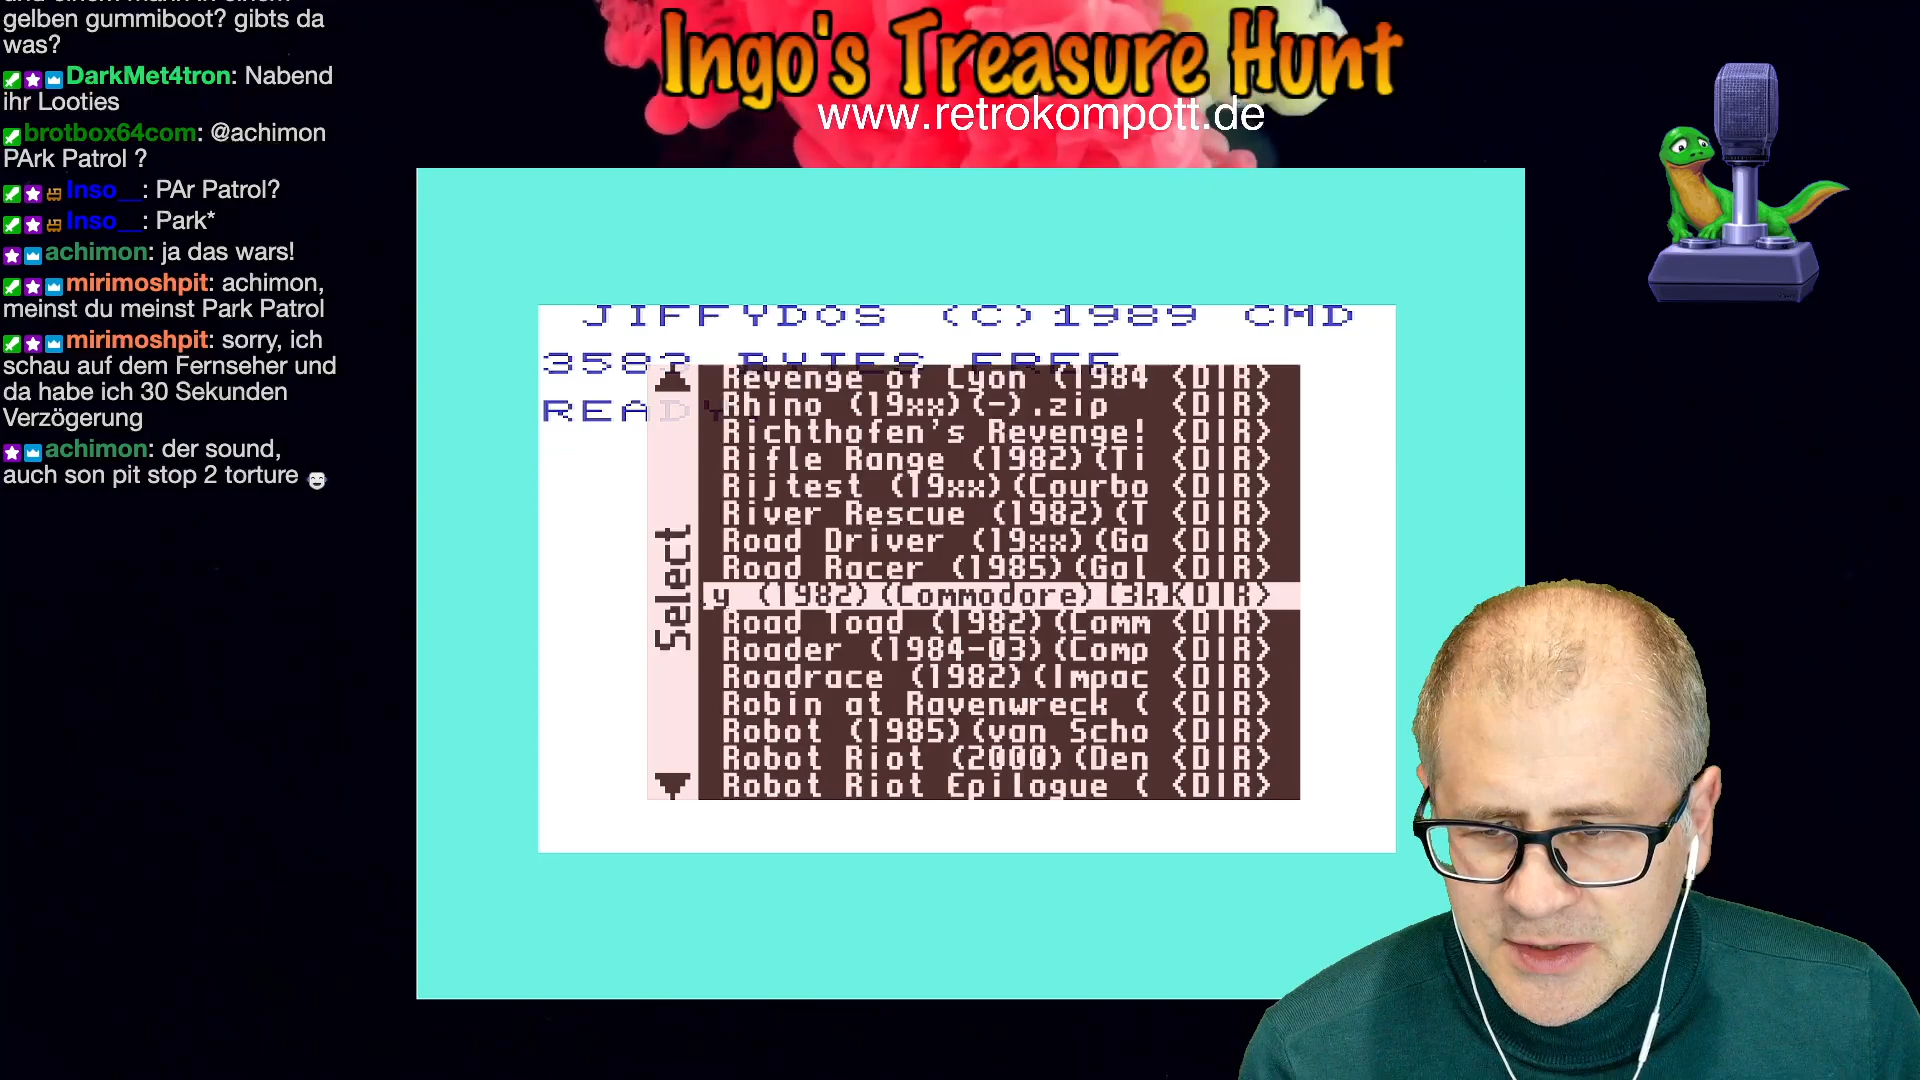 gelben gummiboot? gibts da
was?
DarkMet4tron: Nabend
ihr Looties
brotbox64com: @achimon
PArk Patrol ?
Inso__: PAr Patrol?
Inso__: Park*
achimon: ja das wars!
mirimoshpit: achimon,
meinst du meinst Park Patrol
mirimoshpit: sorry, ich
schau auf dem Fernseher und
da habe ich 30 Sekunden
Verzögerung
achimon: der sound,
auch son pit stop 2 torture
Ingo's Treasure Hunt
www.retrokompott.de
JIFFYDOS (C)1989 CMD
3583 BYTES FREE
READY.
Select
Revenge of Cyon (1984 <DIR>
Rhino (19xx)(-).zip <DIR>
Richthofen's Revenge! <DIR>
Rifle Range (1982)(Ti <DIR>
Rijtest (19xx)(Courbo <DIR>
River Rescue (1982)(T <DIR>
Road Driver (19xx)(Ga <DIR>
Road Racer (1985)(Gal <DIR>
ly (1982)(Commodore)[3k]<DIR>
Road Toad (1982)(Comm <DIR>
Roader (1984-03)(Comp <DIR>
Roadrace (1982)(Impac <DIR>
Robin at Ravenwreck ( <DIR>
Robot (1985)(van Scho <DIR>
Robot Riot (2000)(Den <DIR>
Robot Riot Epilogue ( <DIR>